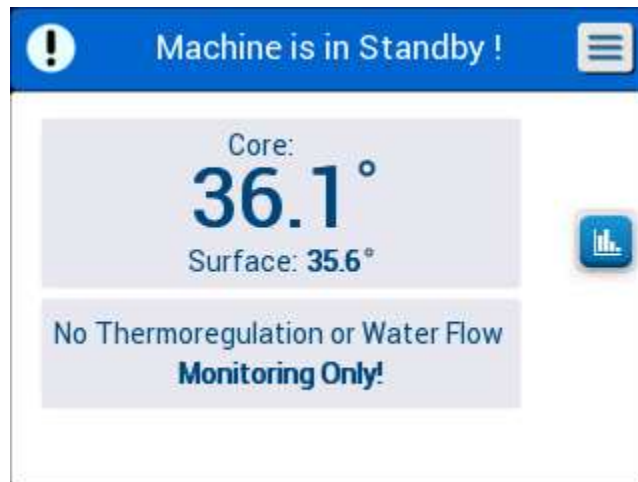 Machine is in Standby !
Core:
36.1°
Surface: 35.6°
No Thermoregulation or Water Flow
Monitoring Only!